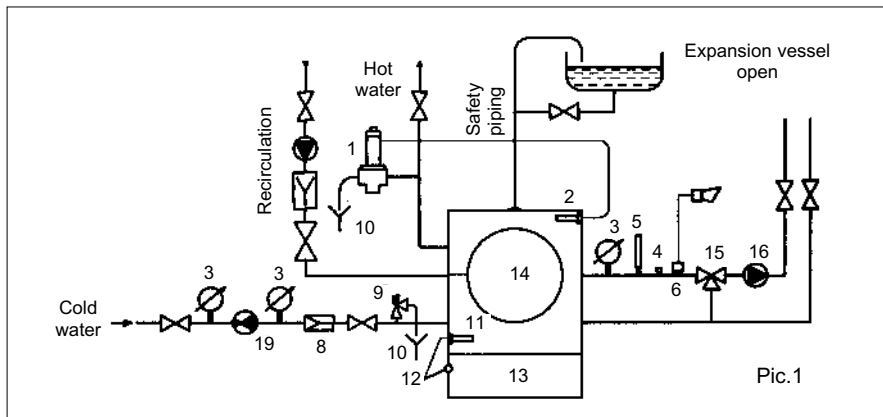 Expansion vessel
open
Hot
water
Safety
piping
Recirculation
1
2
5
3
4
15
16
10
14
6
3
3
9
Cold
water
11
19
8
10
12
13
Pic.1